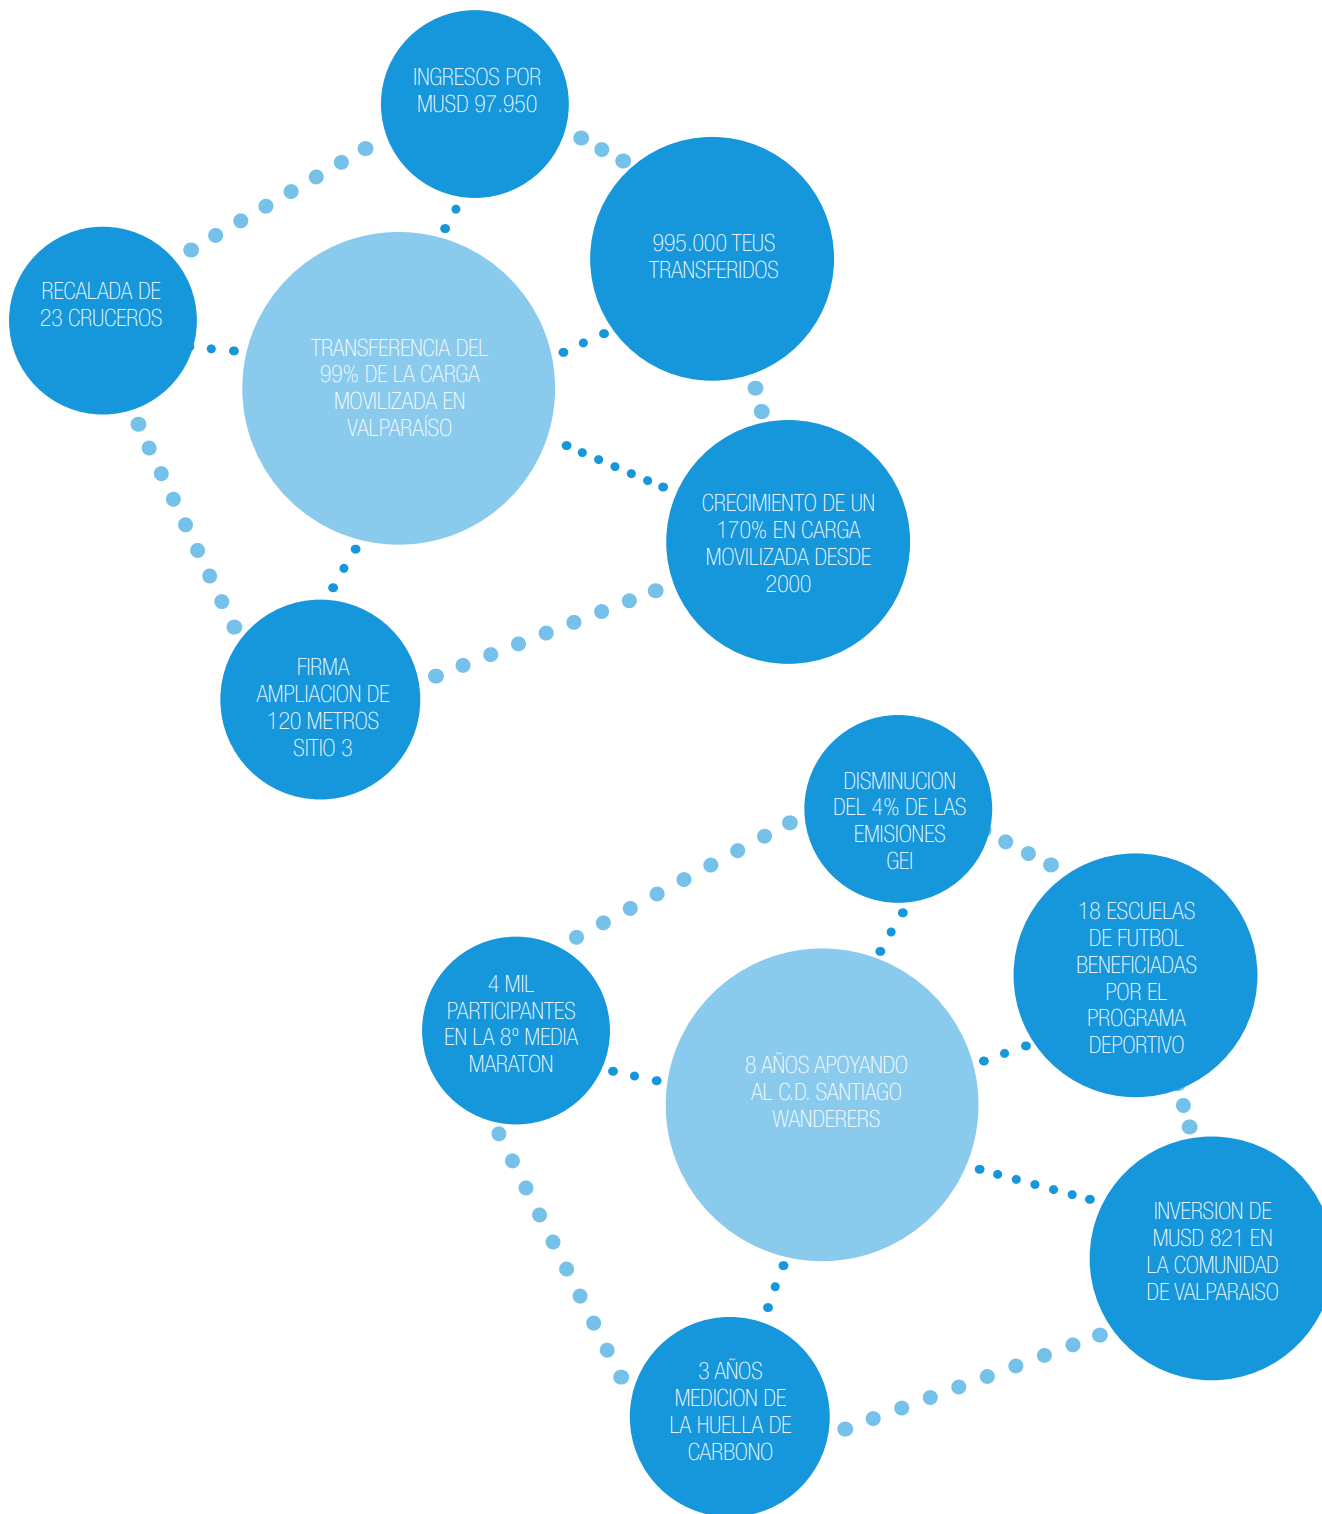 INGRESOS POR
MUSD 97.950
995.000 TEUS
TRANSFERIDOS
RECALADA DE
23 CRUCEROS
TRANSFERENCIA DEL
99% DE LA CARGA
MOVILIZADA EN
VALPARAÍSO
CRECIMIENTO DE UN
170% EN CARGA
MOVILIZADA DESDE
2000
FIRMA
AMPLIACION DE
120 METROS
SITIO 3
DISMINUCION
DEL 4% DE LAS
EMISIONES
GEI
18 ESCUELAS
DE FUTBOL
BENEFICIADAS
POR EL
PROGRAMA
DEPORTIVO
4 MIL
PARTICIPANTES
EN LA 8º MEDIA
MARATON
8 AÑOS APOYANDO
AL C.D. SANTIAGO
WANDERERS
INVERSION DE
MUSD 821 EN
LA COMUNIDAD
DE VALPARAISO
3 AÑOS
MEDICION DE
LA HUELLA DE
CARBONO